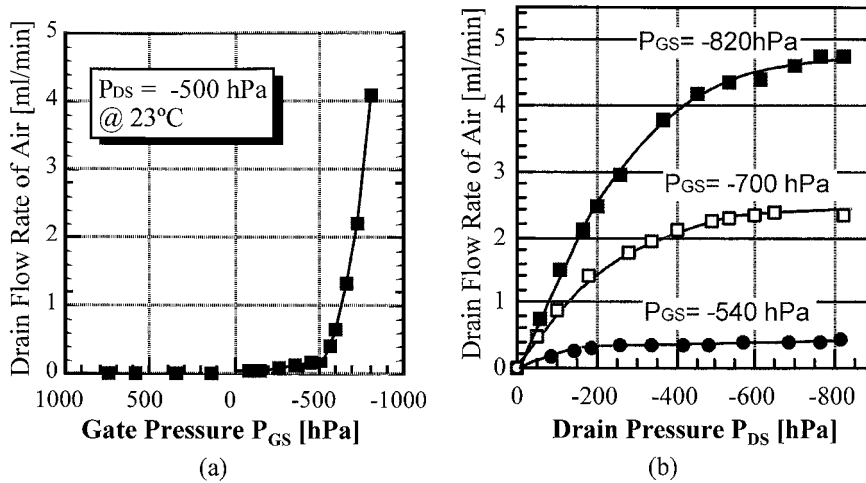 Drain Flow Rate of Air [ml/min]
5
4
3
2
1
0
PDS = -500 hPa
@ 23ºC
1000 500 0 -500 -1000
Gate Pressure PGS [hPa]
(a)
Drain Flow Rate of Air [ml/min]
5
4
3
2
1
0
PGS= -820hPa
PGS= -700 hPa
PGS= -540 hPa
0 -200 -400 -600 -800
Drain Pressure PDS [hPa]
(b)